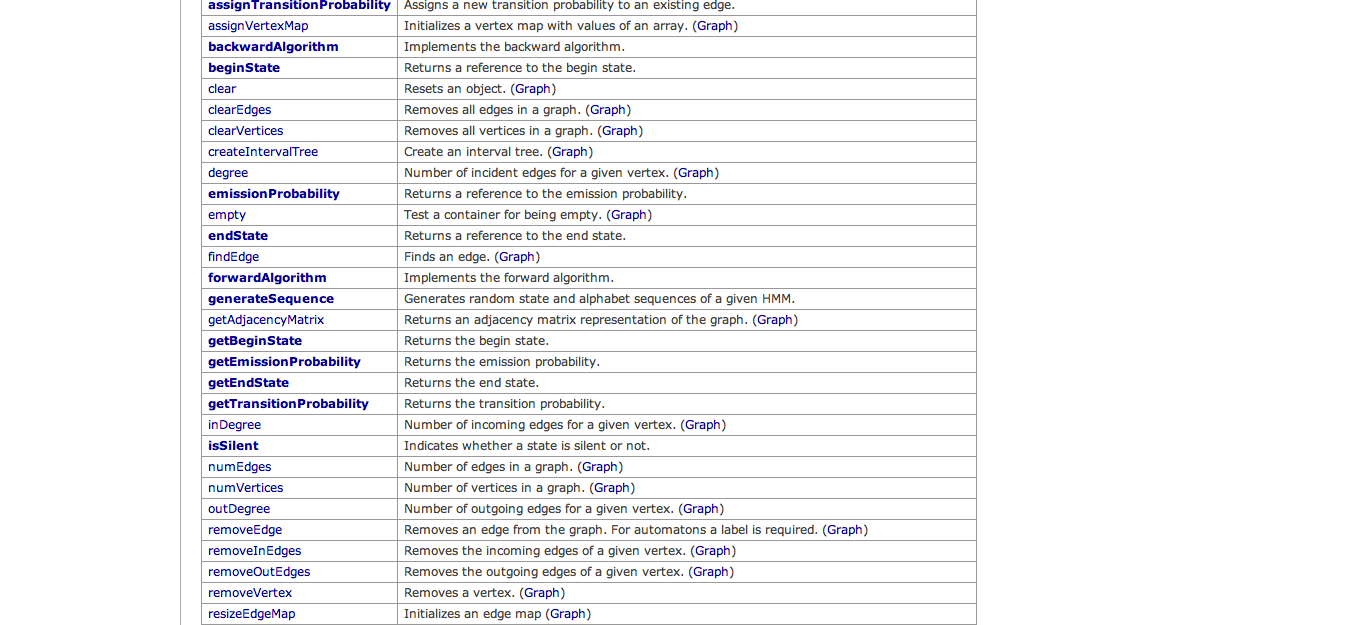 assignTransitionProbability Assigns a new transition probability to an existing edge.
assignVertexMap Initializes a vertex map with values of an array. (Graph)
backwardAlgorithm Implements the backward algorithm.
beginState Returns a reference to the begin state.
clear Resets an object. (Graph)
clearEdges Removes all edges in a graph. (Graph)
clearVertices Removes all vertices in a graph. (Graph)
createIntervalTree Create an interval tree. (Graph)
degree Number of incident edges for a given vertex. (Graph)
emissionProbability Returns a reference to the emission probability.
empty Test a container for being empty. (Graph)
endState Returns a reference to the end state.
findEdge Finds an edge. (Graph)
forwardAlgorithm Implements the forward algorithm.
generateSequence Generates random state and alphabet sequences of a given HMM.
getAdjacencyMatrix Returns an adjacency matrix representation of the graph. (Graph)
getBeginState Returns the begin state.
getEmissionProbability Returns the emission probability.
getEndState Returns the end state.
getTransitionProbability Returns the transition probability.
inDegree Number of incoming edges for a given vertex. (Graph)
isSilent Indicates whether a state is silent or not.
numEdges Number of edges in a graph. (Graph)
numVertices Number of vertices in a graph. (Graph)
outDegree Number of outgoing edges for a given vertex. (Graph)
removeEdge Removes an edge from the graph. For automatons a label is required. (Graph)
removeInEdges Removes the incoming edges of a given vertex. (Graph)
removeOutEdges Removes the outgoing edges of a given vertex. (Graph)
removeVertex Removes a vertex. (Graph)
resizeEdgeMap Initializes an edge map (Graph)